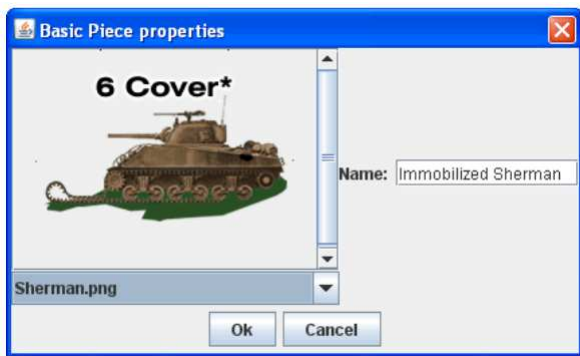 Basic Piece properties
6 Cover*
Name: Immobilized Sherman
Sherman.png
Ok Cancel